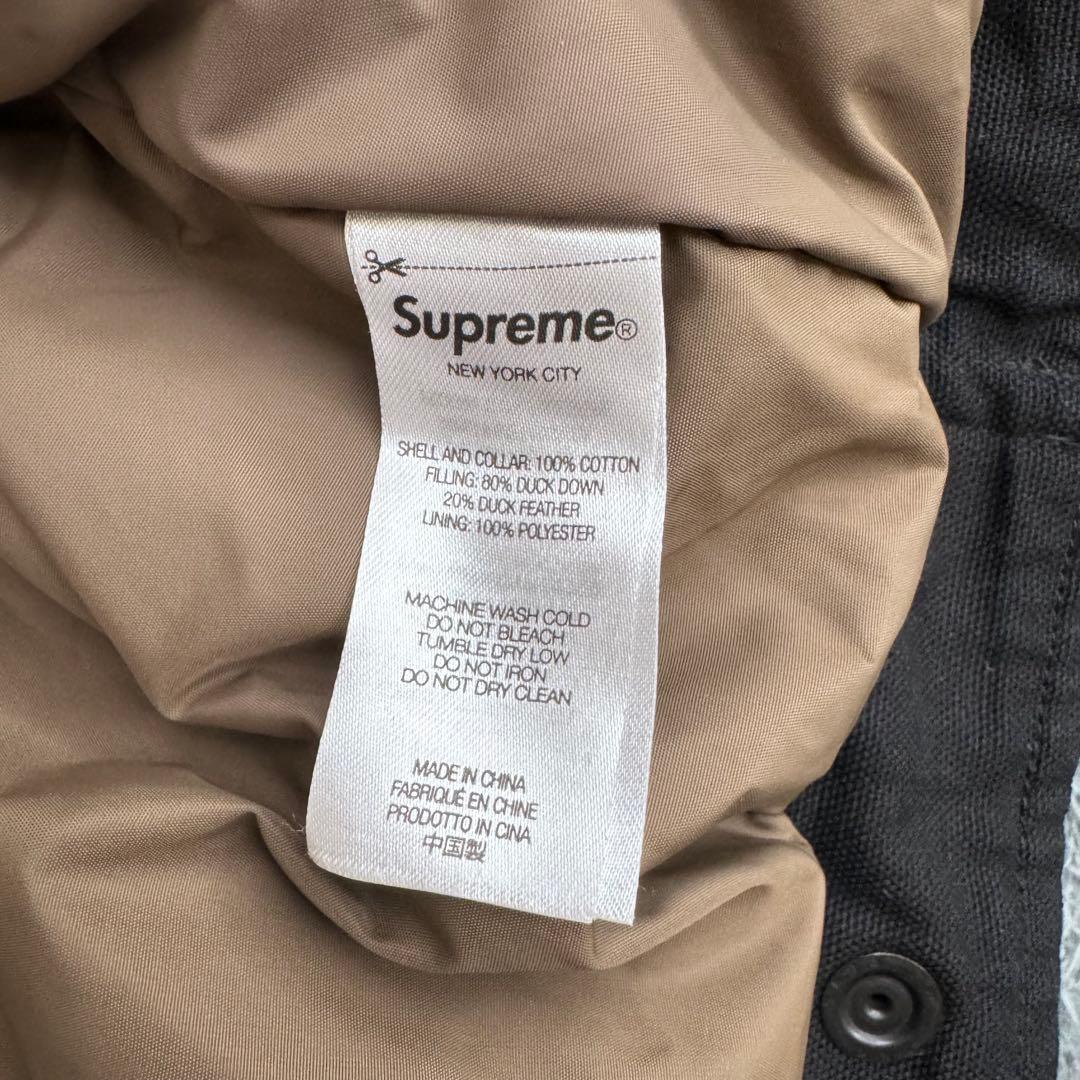 Supreme®
NEW YORK CITY
SHELL AND COLLAR: 100% COTTON
FILLING: 80% DUCK DOWN
20% DUCK FEATHER
LINING: 100% POLYESTER
MACHINE WASH COLD
DO NOT BLEACH
TUMBLE DRY LOW
DO NOT IRON
DO NOT DRY CLEAN
MADE IN CHINA
FABRIQUÉ EN CHINE
PRODOTTO IN CINA
中国製